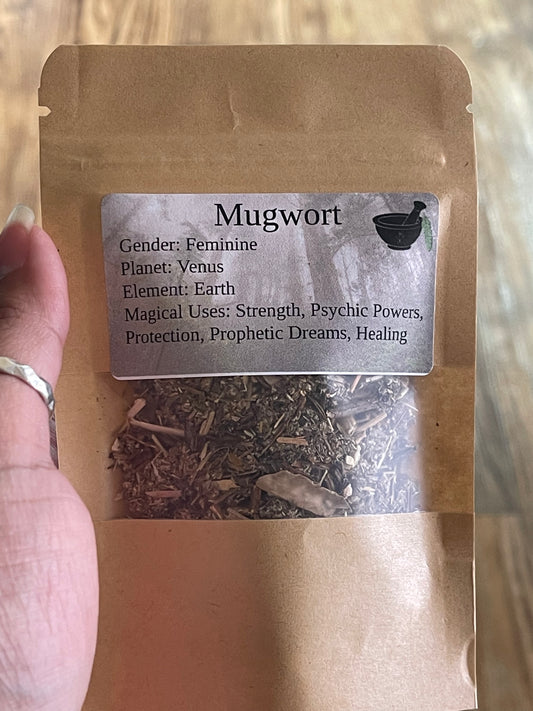 Mugwort
Gender: Feminine
Planet: Venus
Element: Earth
Magical Uses: Strength, Psychic Powers,
Protection, Prophetic Dreams, Healing